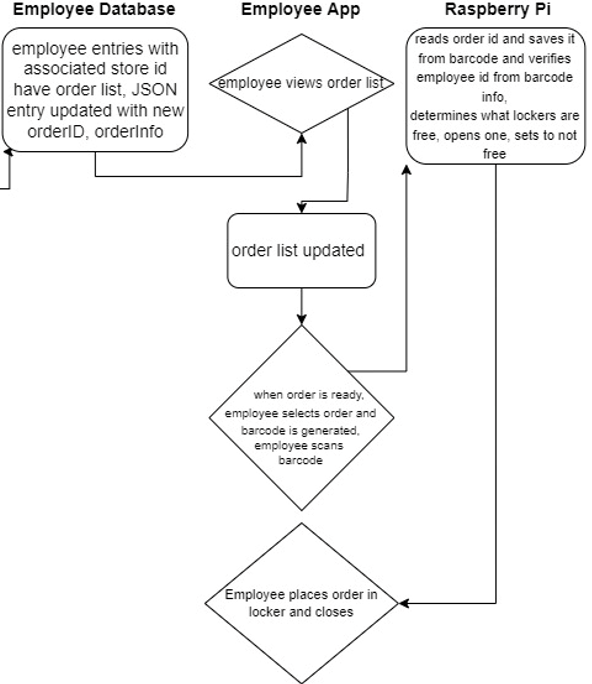 Employee Database
Employee App
Raspberry Pi
employee entries with
associated store id
have order list, JSON
entry updated with new
orderID, orderInfo
employee views order list
reads order id and saves it
from barcode and verifies
employee id from barcode
info,
determines what lockers are
free, opens one, sets to not
free
order list updated
when order is ready,
employee selects order and
barcode is generated,
employee scans
barcode
Employee places order in
locker and closes